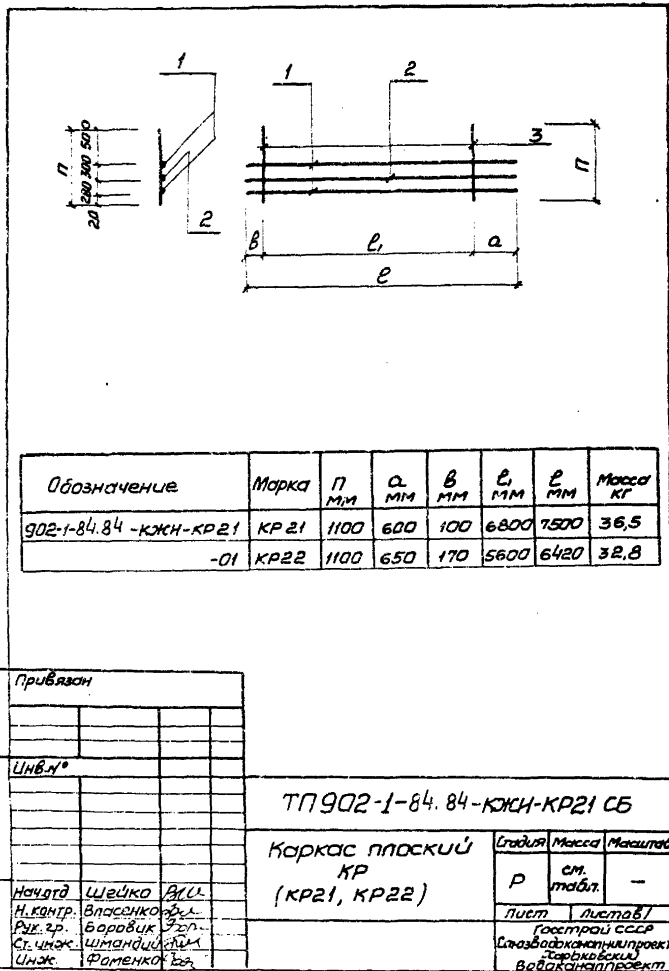 1
1
2
3
п
20 280 300 500
п
2
в
ℓ₁
а
ℓ
Обозначение Марка п мм а мм в мм ℓ₁ мм ℓ мм Масса кг
902-1-84.84-КЖИ-КР21 КР21 1100 600 100 6800 7500 36,5
-01 КР22 1100 650 170 5600 6420 32,8
Привязан
Инв.№
ТП 902-1-84.84-КЖИ-КР21 СБ
Каркас плоский
КР
(КР21, КР22)
Стадия Масса Масштаб
Р см. табл. –
Лист Листов 1
Нач.отд Шейко
Н.контр. Власенко
Рук.гр. Боровик
Ст.инж. Шмандий
Инж. Фоменко
Госстрой СССР
Союзводоканалниипроект
Харьковский
Водоканалпроект